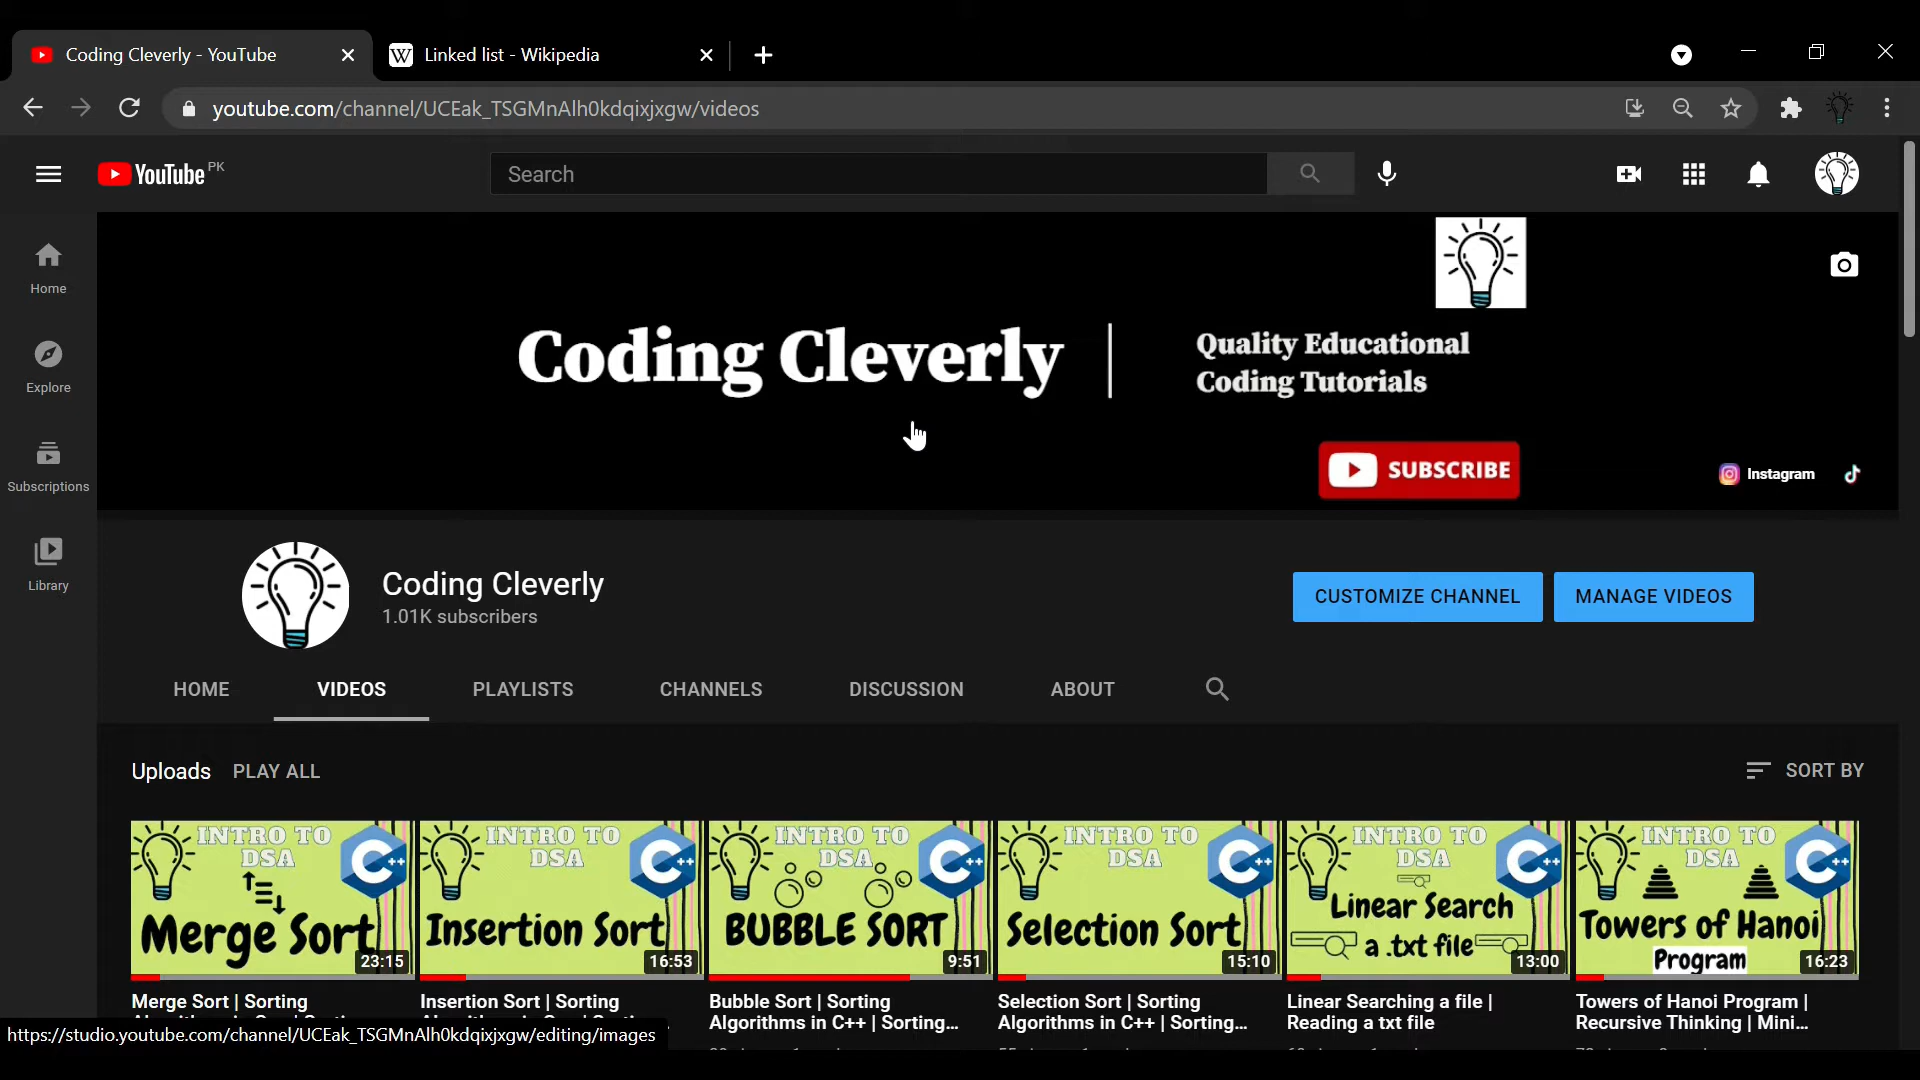 Coding Cleverly - YouTube
Linked list - Wikipedia
youtube.com/channel/UCEak_TSGMnAlh0kdqixjxgw/videos
YouTube PK
Search
Home
Explore
Subscriptions
Library
Coding Cleverly
Quality Educational
Coding Tutorials
SUBSCRIBE
Instagram
Coding Cleverly
1.01K subscribers
CUSTOMIZE CHANNEL
MANAGE VIDEOS
HOME
VIDEOS
PLAYLISTS
CHANNELS
DISCUSSION
ABOUT
Uploads
PLAY ALL
SORT BY
INTRO TO
DSA
C++
Merge Sort
23:15
INTRO TO
DSA
C++
Insertion Sort
16:53
INTRO TO
DSA
C++
BUBBLE SORT
9:51
INTRO TO
DSA
C++
Selection Sort
15:10
INTRO TO
DSA
C++
Linear Search
a .txt file
13:00
INTRO TO
DSA
C++
Towers of Hanoi
Program
16:23
Merge Sort | Sorting
Insertion Sort | Sorting
Bubble Sort | Sorting
Algorithms in C++ | Sorting...
Selection Sort | Sorting
Algorithms in C++ | Sorting...
Linear Searching a file |
Reading a txt file
Towers of Hanoi Program |
Recursive Thinking | Mini...
https://studio.youtube.com/channel/UCEak_TSGMnAlh0kdqixjxgw/editing/images